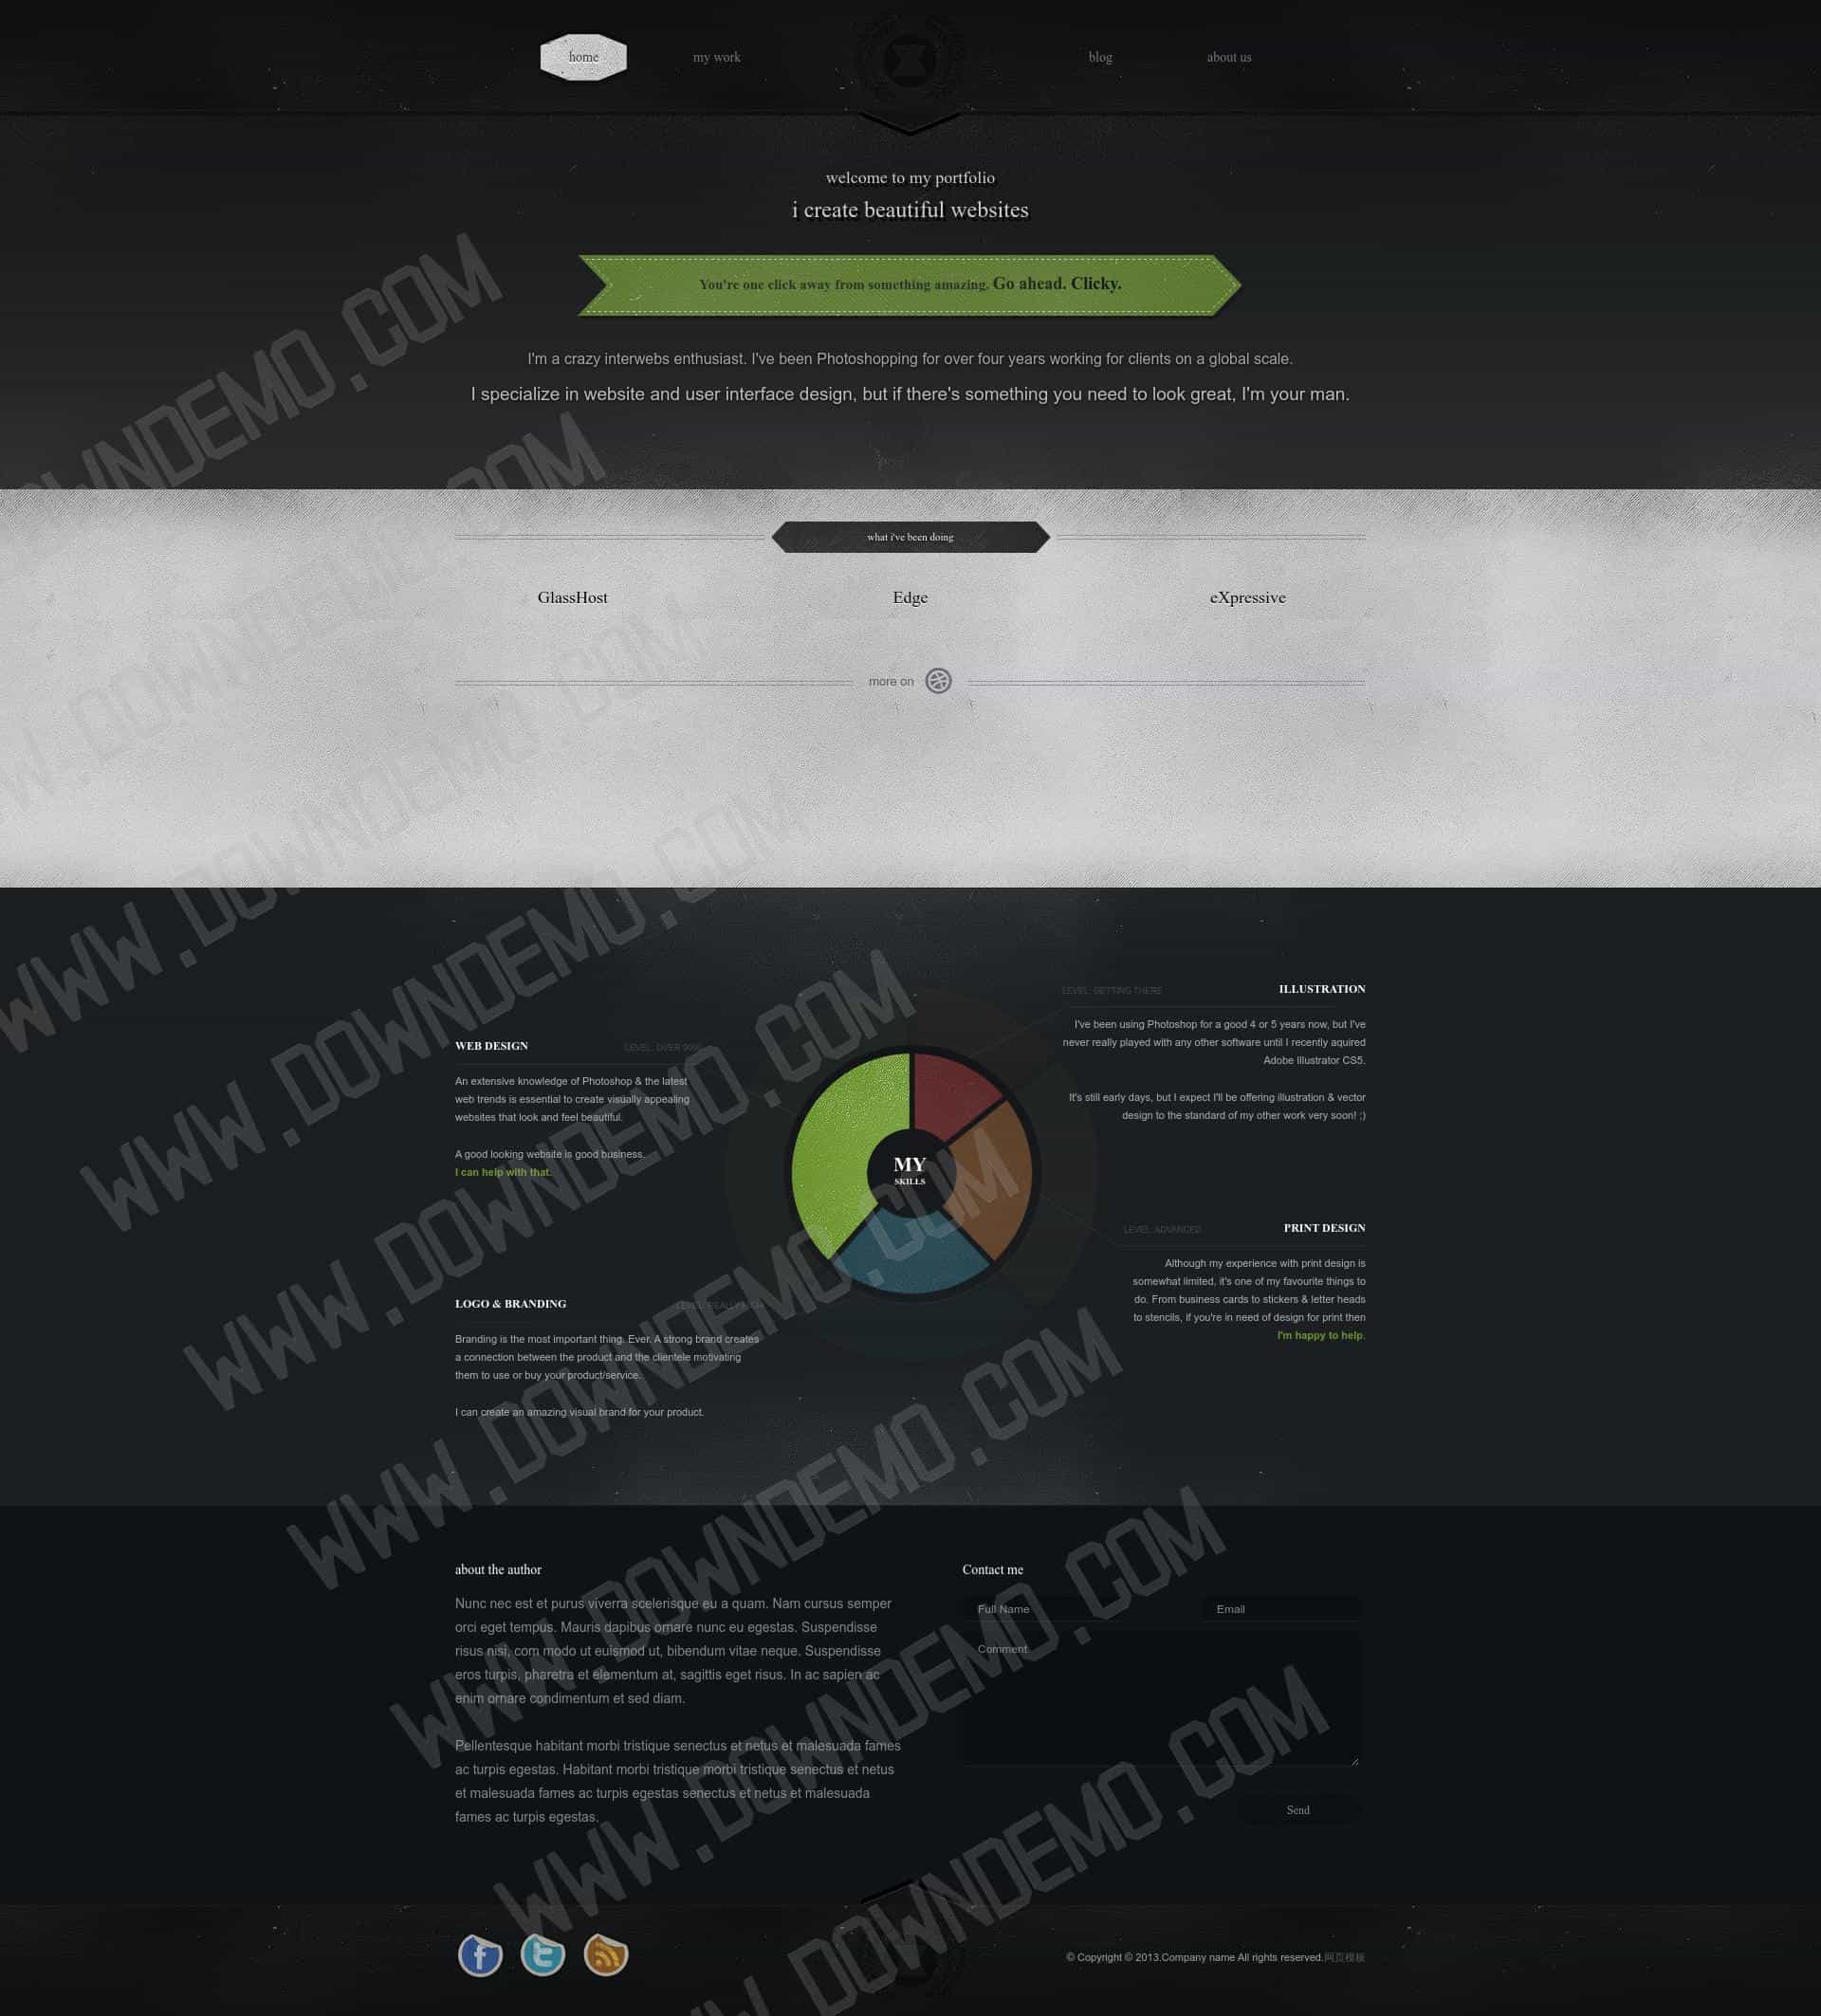 home
my work
blog
about us
welcome to my portfolio
i create beautiful websites
You're one click away from something amazing. Go ahead. Clicky.
I'm a crazy interwebs enthusiast. I've been Photoshopping for over four years working for clients on a global scale.
I specialize in website and user interface design, but if there's something you need to look great, I'm your man.
what i've been doing
GlassHost
Edge
eXpressive
more on
LEVEL: GETTING THERE
ILLUSTRATION
I've been using Photoshop for a good 4 or 5 years now, but I've
never really played with any other software until I recently aquired
Adobe Illustrator CS5.
It's still early days, but I expect I'll be offering illustration & vector
design to the standard of my other work very soon! ;)
WEB DESIGN
LEVEL: OVER
An extensive knowledge of Photoshop & the latest
web trends is essential to create visually appealing
websites that look and feel beautiful.
A good looking website is good business.
I can help with that.
MY
SKILLS
LEVEL: ADVANCED
PRINT DESIGN
Although my experience with print design is
somewhat limited, it's one of my favourite things to
do. From business cards to stickers & letter heads
to stencils, if you're in need of design for print then
I'm happy to help.
LOGO & BRANDING
LEVEL: REALLY HIGH
Branding is the most important thing. Ever. A strong brand creates
a connection between the product and the clientele motivating
them to use or buy your product/service.
I can create an amazing visual brand for your product.
about the author
Nunc nec est et purus viverra scelerisque eu a quam. Nam cursus semper
orci eget tempus. Mauris dapibus ornare nunc eu egestas. Suspendisse
risus nisi, com modo ut euismod ut, bibendum vitae neque. Suspendisse
eros turpis, pharetra et elementum at, sagittis eget risus. In ac sapien ac
enim ornare condimentum et sed diam.
Pellentesque habitant morbi tristique senectus et netus et malesuada fames
ac turpis egestas. Habitant morbi tristique morbi tristique senectus et netus
et malesuada fames ac turpis egestas senectus et netus et malesuada
fames ac turpis egestas.
Contact me
Full Name
Email
Comment
Send
© Copyright © 2013.Company name All rights reserved.网页模板
WWW.DOWNDEMO.COM
WWW.DOWNDEMO.COM
WWW.DOWNDEMO.COM
WWW.DOWNDEMO.COM
WWW.DOWNDEMO.COM
WWW.DOWNDEMO.COM
WWW.DOWNDEMO.COM